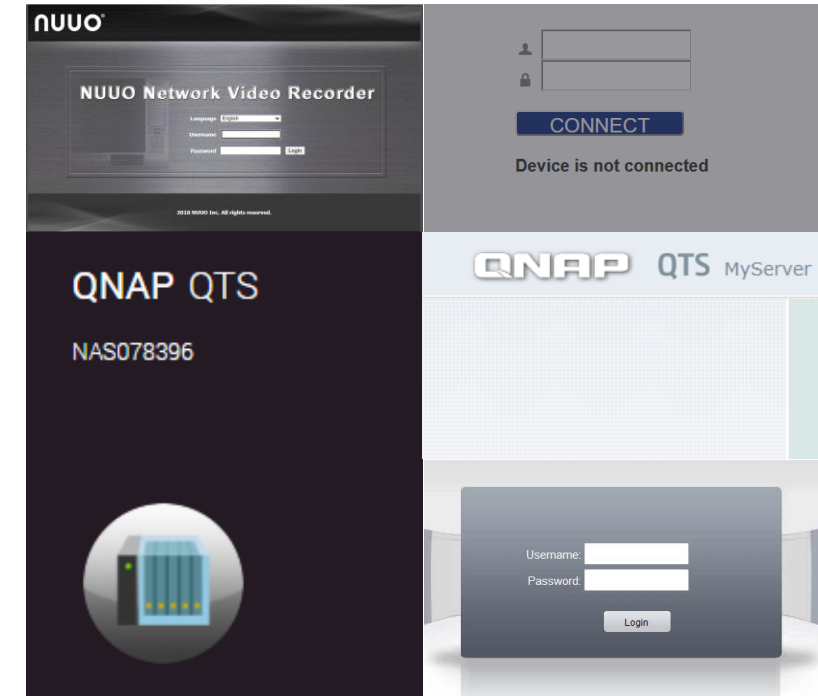 NUUO
NUUO Network Video Recorder
Language English
Username
Password Login
2010 NUUO Inc. All rights reserved.
CONNECT
Device is not connected
QNAP QTS
NAS078396
QNAP QTS MyServer
Username:
Password:
Login